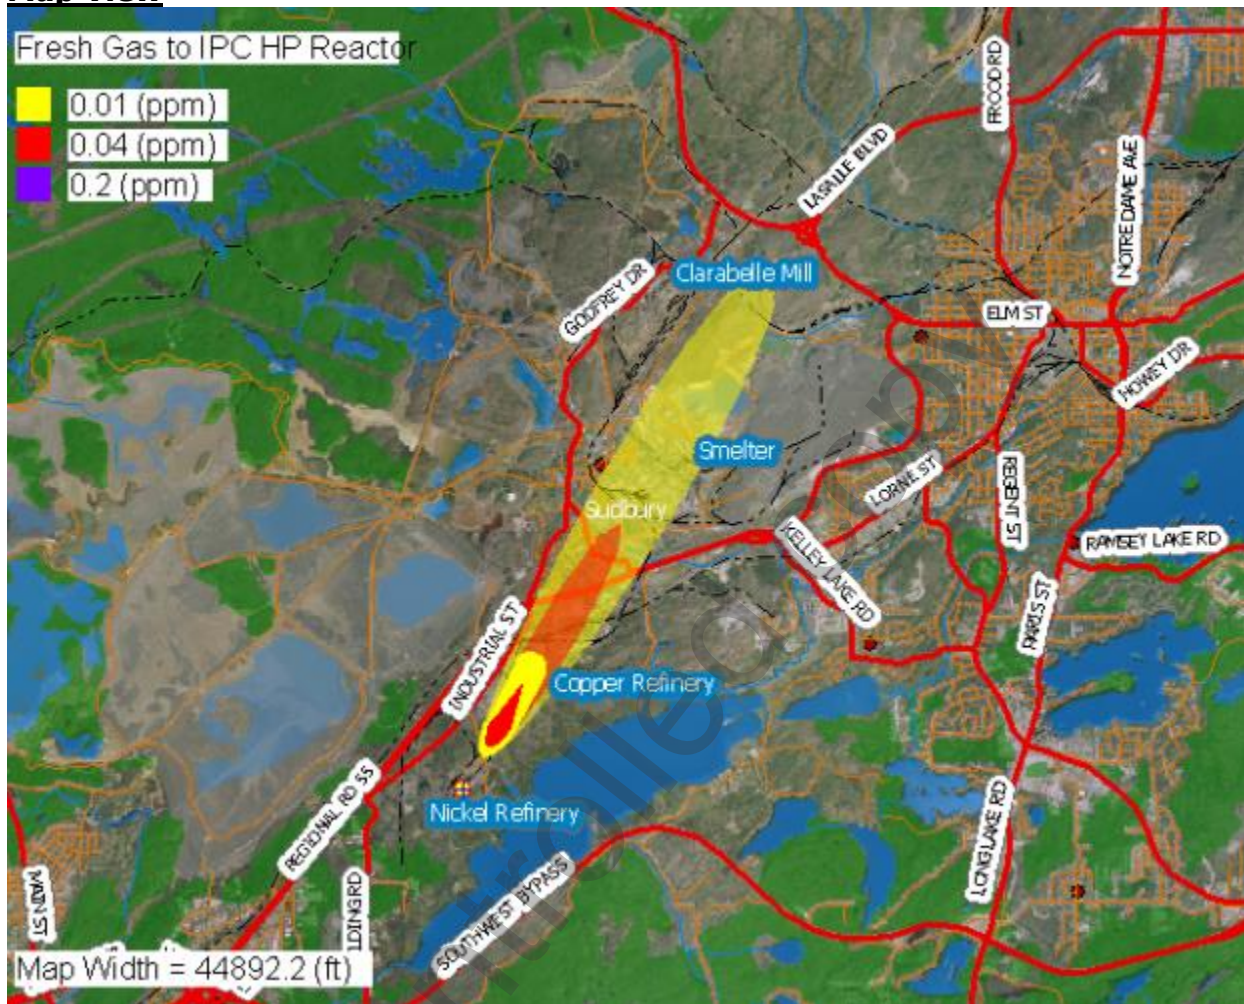 Map View
Fresh Gas to IPC HP Reactor
0.01 (ppm)
0.04 (ppm)
0.2 (ppm)
FROOD RD
LASALLE BLVD
NOTRE DAME AVE
Clarabelle Mill
GODFREY DR
ELM ST
HOWEY DR
Smelter
LORNE ST
REGENT ST
Sudbury
KELLEY LAKE RD
RAMSEY LAKE RD
PARIS ST
INDUSTRIAL ST
Copper Refinery
Nickel Refinery
REGIONAL RD 55
LONG LAKE RD
MAIN ST
SOUTHWEST BYPASS
Map Width = 44892.2 (ft)